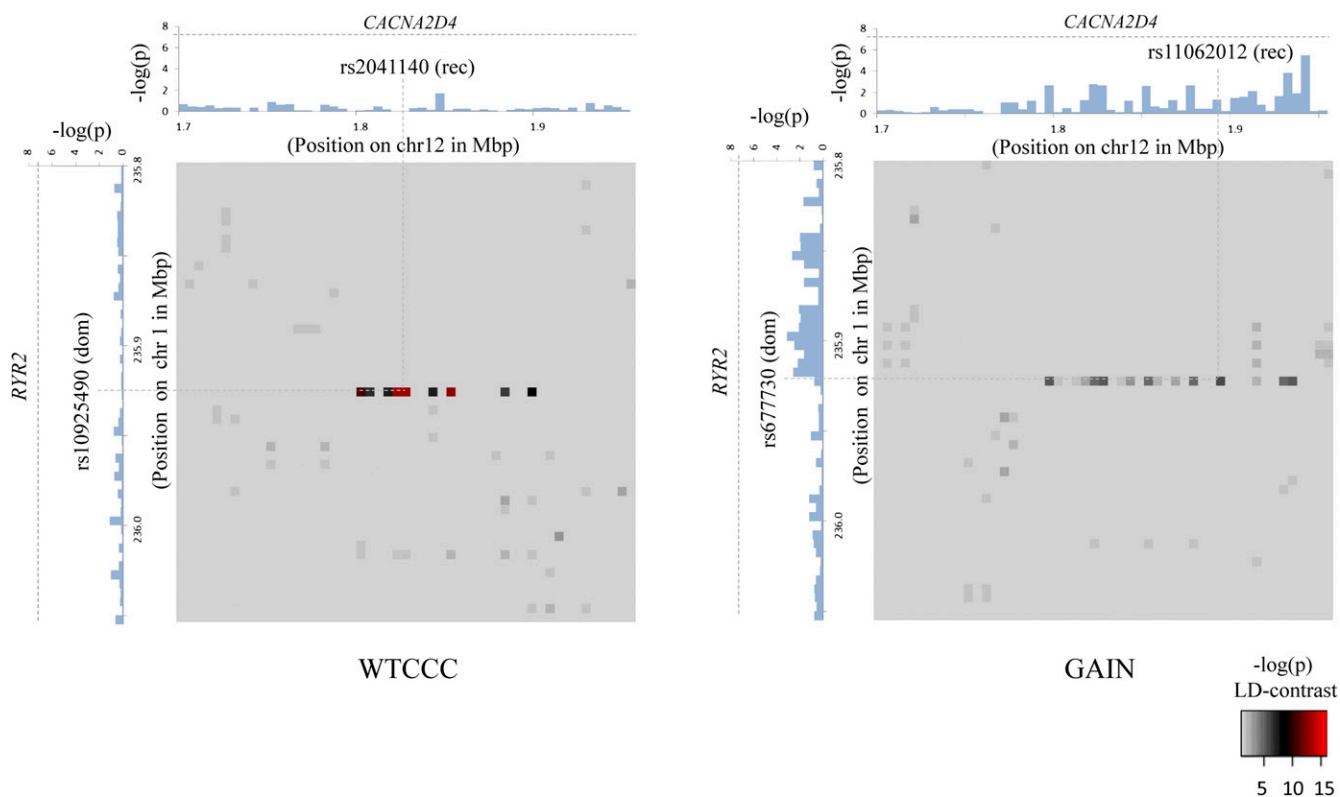 CACNA2D4
-log(p)
8
6
4
2
0
rs2041140 (rec)
1.7
1.8
1.9
(Position on chr12 in Mbp)
-log(p)
8
6
4
2
0
RYR2
rs10925490 (dom)
235.8
235.9
236.0
(Position on chr 1 in Mbp)
WTCCC
CACNA2D4
-log(p)
8
6
4
2
0
rs11062012 (rec)
1.7
1.8
1.9
(Position on chr12 in Mbp)
-log(p)
8
6
4
2
0
RYR2
rs677730 (dom)
235.8
235.9
236.0
(Position on chr 1 in Mbp)
GAIN
-log(p)
LD-contrast
5 10 15